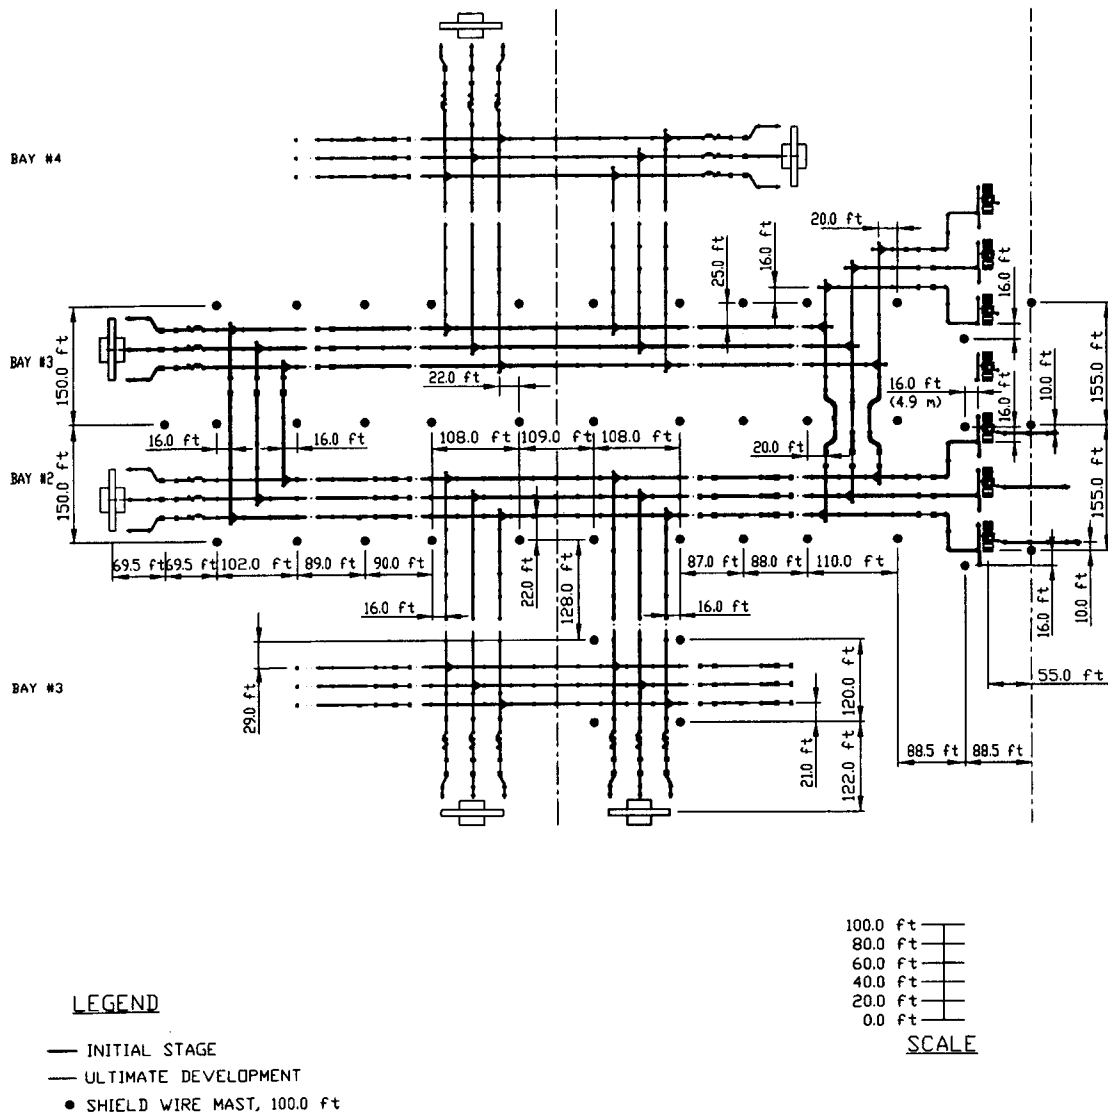 BAY #4
20.0 ft
16.0 ft
25.0 ft
16.0 ft
150.0 ft
BAY #3
22.0 ft
16.0 ft
(4.9 m)
16.0 ft
10.0 ft
155.0 ft
16.0 ft
16.0 ft
108.0 ft
109.0 ft
108.0 ft
20.0 ft
BAY #2
150.0 ft
155.0 ft
69.5 ft
69.5 ft
102.0 ft
89.0 ft
90.0 ft
22.0 ft
128.0 ft
87.0 ft
88.0 ft
110.0 ft
16.0 ft
16.0 ft
16.0 ft
10.0 ft
BAY #3
29.0 ft
120.0 ft
55.0 ft
21.0 ft
122.0 ft
88.5 ft
88.5 ft
100.0 ft
80.0 ft
60.0 ft
40.0 ft
20.0 ft
0.0 ft
SCALE
LEGEND
INITIAL STAGE
ULTIMATE DEVELOPMENT
SHIELD WIRE MAST, 100.0 ft